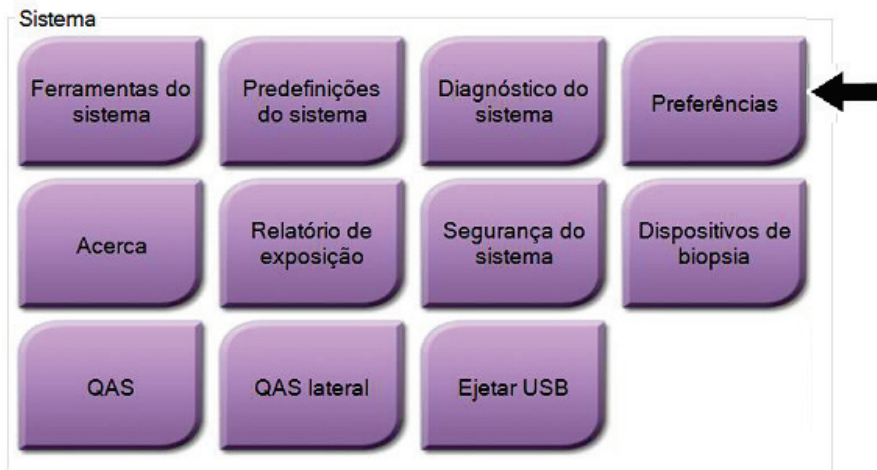 Sistema
Ferramentas do
sistema
Predefinições
do sistema
Diagnóstico do
sistema
Preferências
Acerca
Relatório de
exposição
Segurança do
sistema
Dispositivos de
biopsia
QAS
QAS lateral
Ejetar USB